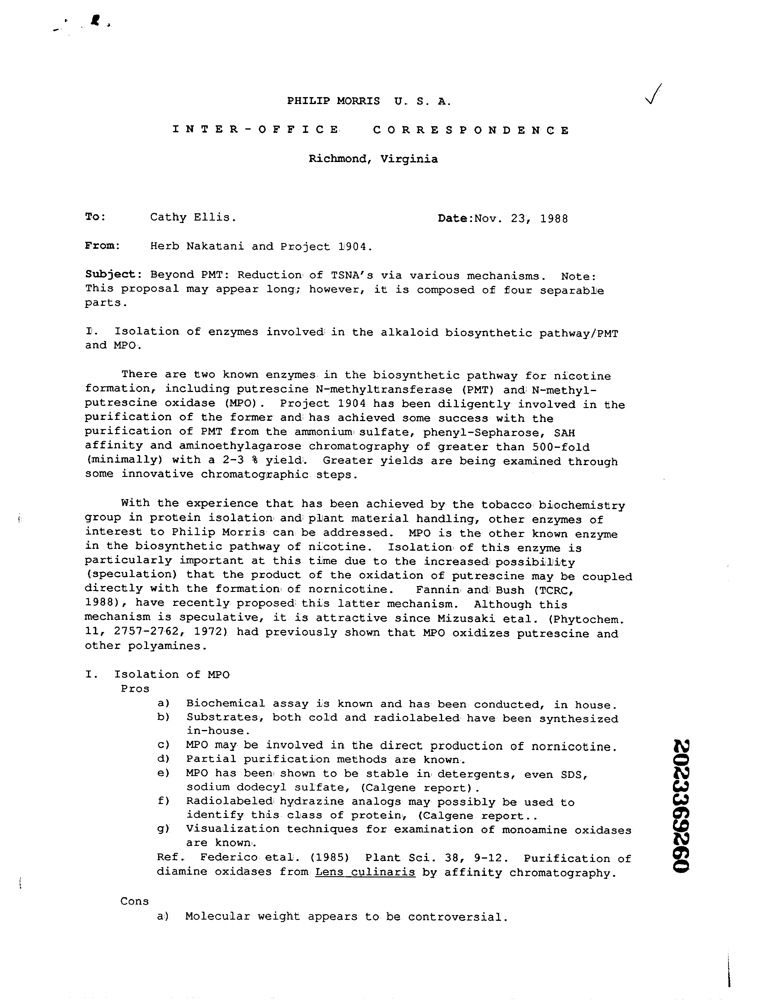 PHILIP MORRIS U. S. A.
INTER-OFFICE CORRESPONDENCE
Richmond, Virginia
To: Cathy Ellis. Date:Nov. 23, 1988
From: Herb Nakatani and Project 1904.
Subject: Beyond PMT: Reduction of TSNA's via various mechanisms. Note:
This proposal may appear long; however, it is composed of four separable
parts.
I. Isolation of enzymes involved in the alkaloid biosynthetic pathway/PMT
and MPO.
There are two known enzymes in the biosynthetic pathway for nicotine
formation, including putrescine N-methyltransferase (PMT) and N-methyl-
putrescine oxidase (MPO). Project 1904 has been diligently involved in the
purification of the former and has achieved some success with the
purification of PMT from the ammonium sulfate, phenyl-Sepharose, SAH
affinity and aminoethylagarose chromatography of greater than 500-fold
(minimally) with a 2-3 % yield. Greater yields are being examined through
some innovative chromatographic steps.
With the experience that has been achieved by the tobacco biochemistry
group in protein isolation and plant material handling, other enzymes of
interest to Philip Morris can be addressed. MPO is the other known enzyme
in the biosynthetic pathway of nicotine. Isolation of this enzyme is
particularly important at this time due to the increased possibility
(speculation) that the product of the oxidation of putrescine may be coupled
directly with the formation of nornicotine. Fannin and Bush (TCRC,
1988), have recently proposed this latter mechanism. Although this
mechanism is speculative, it is attractive since Mizusaki etal. (Phytochem.
11, 2757-2762, 1972) had previously shown that MPO oxidizes putrescine and
other polyamines.
I. Isolation of MPO
Pros
a) Biochemical assay is known and has been conducted, in house.
b) Substrates, both cold and radiolabeled have been synthesized
in-house.
c) MPO may be involved in the direct production of nornicotine.
d) Partial purification methods are known.
e) MPO has been shown to be stable in detergents, even SDS,
sodium dodecyl sulfate, (Calgene report).
f) Radiolabeled hydrazine analogs may possibly be used to
identify this class of protein, (Calgene report..
g) Visualization techniques for examination of monoamine oxidases
are known.
Ref. Federico etal. (1985) Plant Sci. 38, 9-12. Purification of
diamine oxidases from Lens culinaris by affinity chromatography.
Cons
a) Molecular weight appears to be controversial.
2023369260